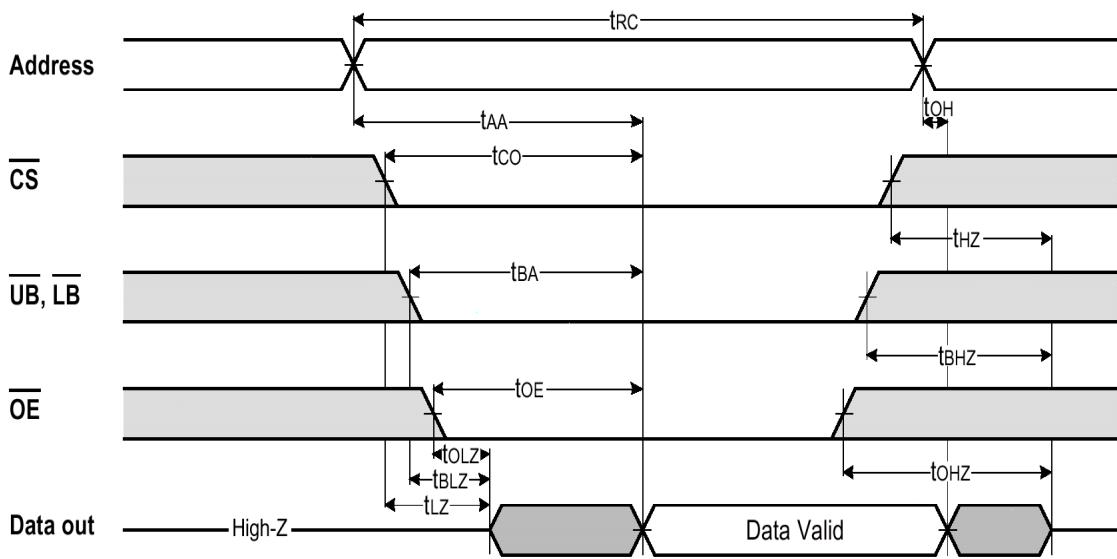 tRC
Address
tOH
tAA
CS
tCO
tHZ
UB, LB
tBA
tBHZ
OE
tOE
tOLZ
tBLZ
tOHZ
tLZ
Data out
High-Z
Data Valid